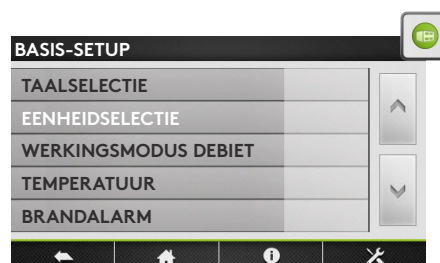 BASIS-SETUP
TAALSELECTIE
EENHEIDSELECTIE
WERKINGSMODUS DEBIET
TEMPERATUUR
BRANDALARM